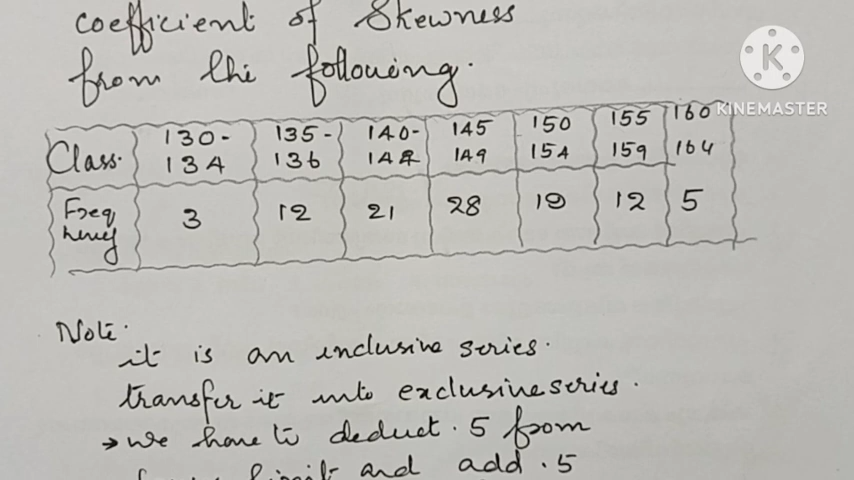 coefficient of Skewness
from the following.
K
KINEMASTER
Class. 130- 135- 140- 145 150 155 160
134 136 144 149 154 159 164
Freq 3 12 21 28 19 12 5
Note.
it is an inclusive series.
transfer it into exclusive series.
→ we have to deduct .5 from
limit and add .5